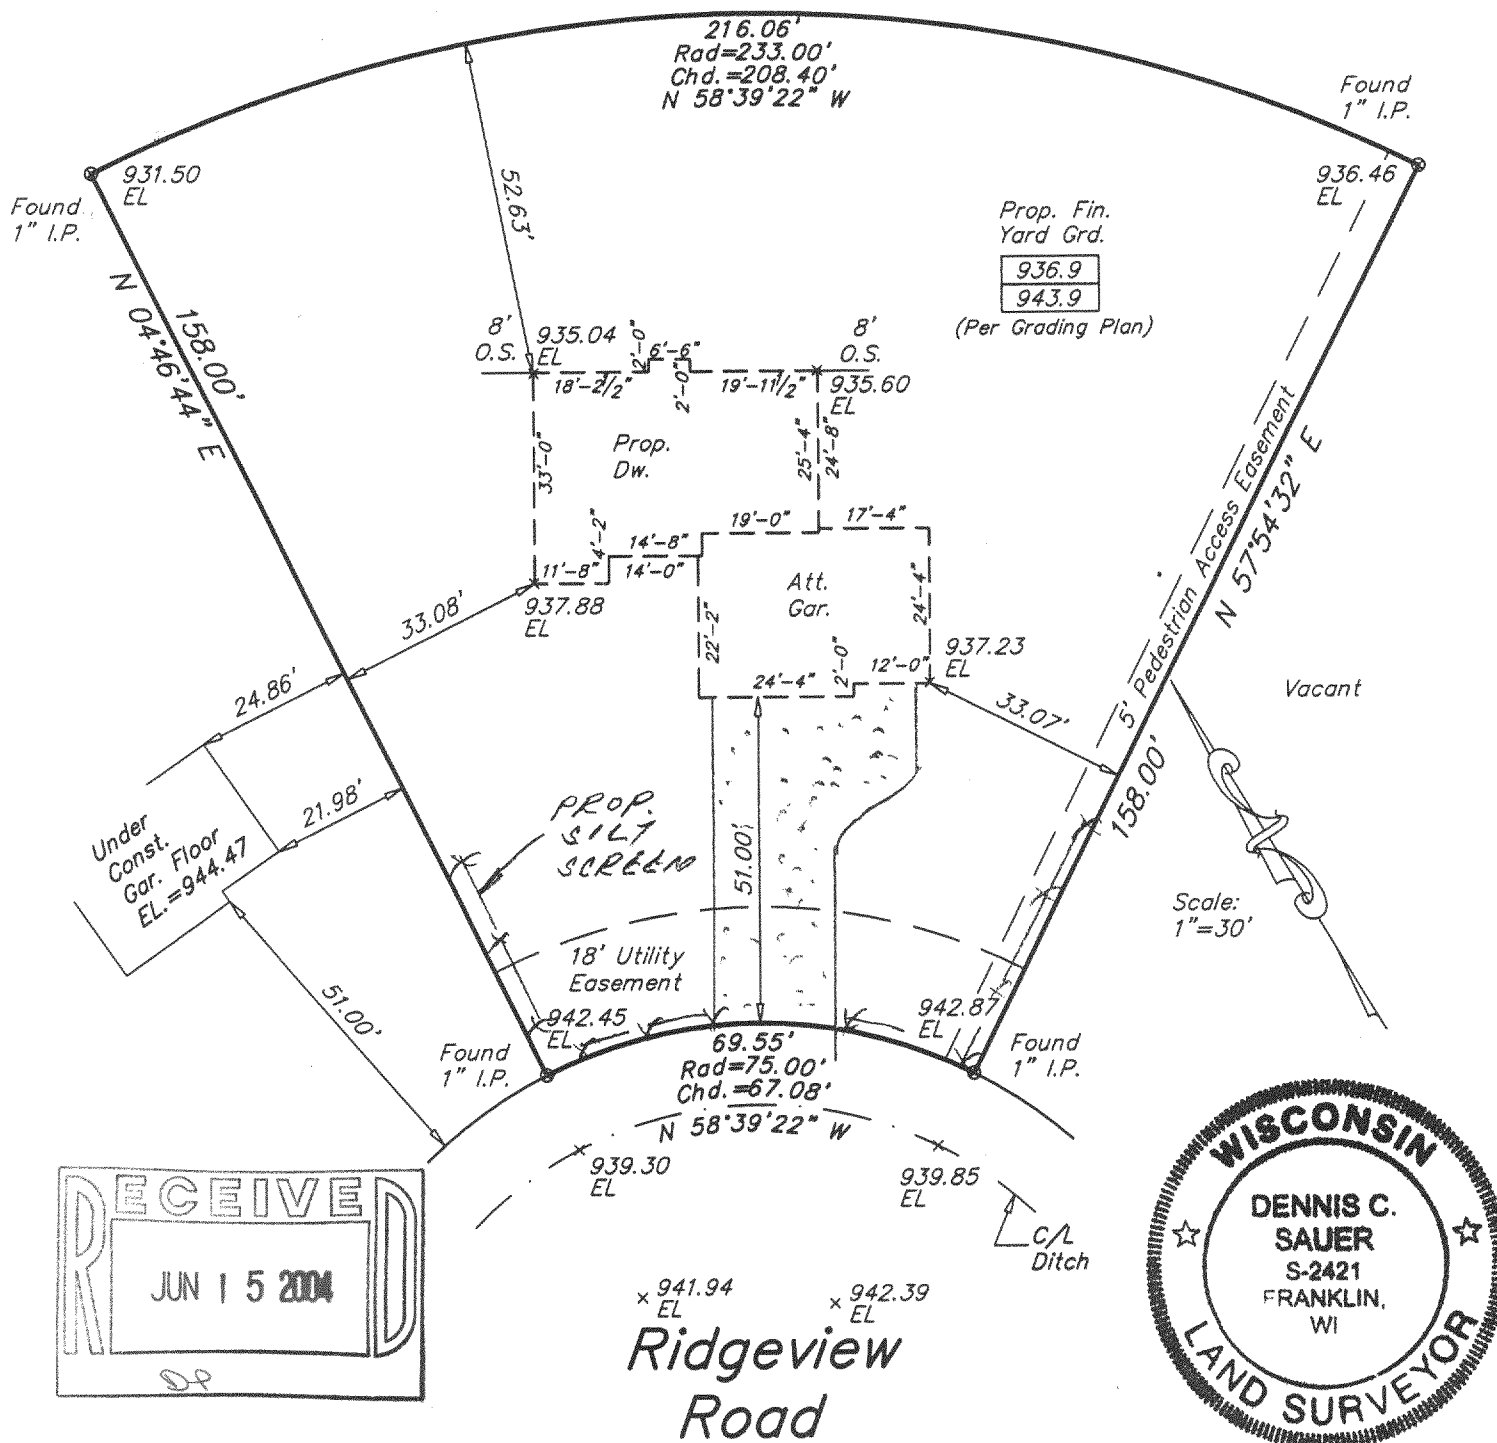 216.06'
Rad=233.00'
Chd.=208.40'
N 58°39'22" W
Found
1" I.P.
936.46
EL
931.50
EL
Found
1" I.P.
52.63'
Prop. Fin.
Yard Grd.
936.9
943.9
(Per Grading Plan)
N 04°46'44" E
158.00'
8'
O.S.
935.04
EL
2'-0"
6'-6"
2'-0"
18'-2½"
19'-11½"
8'
O.S.
935.60
EL
Prop.
Dw.
33'-0"
25'-4"
24'-8"
5' Pedestrian Access Easement
N 57°54'32" E
158.00'
19'-0"
17'-4"
14'-8"
14'-0"
4'-2"
11'-8"
937.88
EL
Att.
Gar.
22'-2"
24'-4"
24'-4"
2'-0"
12'-0"
937.23
EL
33.08'
33.07'
24.86'
21.98'
Vacant
Under
Const.
Gar. Floor
EL.=944.47
PROP.
SILT
SCREEN
51.00'
Scale:
1"=30'
18' Utility
Easement
51.00'
942.45
EL
942.87
EL
Found
1" I.P.
Found
1" I.P.
69.55'
Rad=75.00'
Chd.=67.08'
N 58°39'22" W
939.30
EL
939.85
EL
C/L
Ditch
941.94
EL
942.39
EL
Ridgeview
Road
RECEIVED
JUN 15 2004
WISCONSIN
DENNIS C.
SAUER
S-2421
FRANKLIN,
WI
LAND SURVEYOR